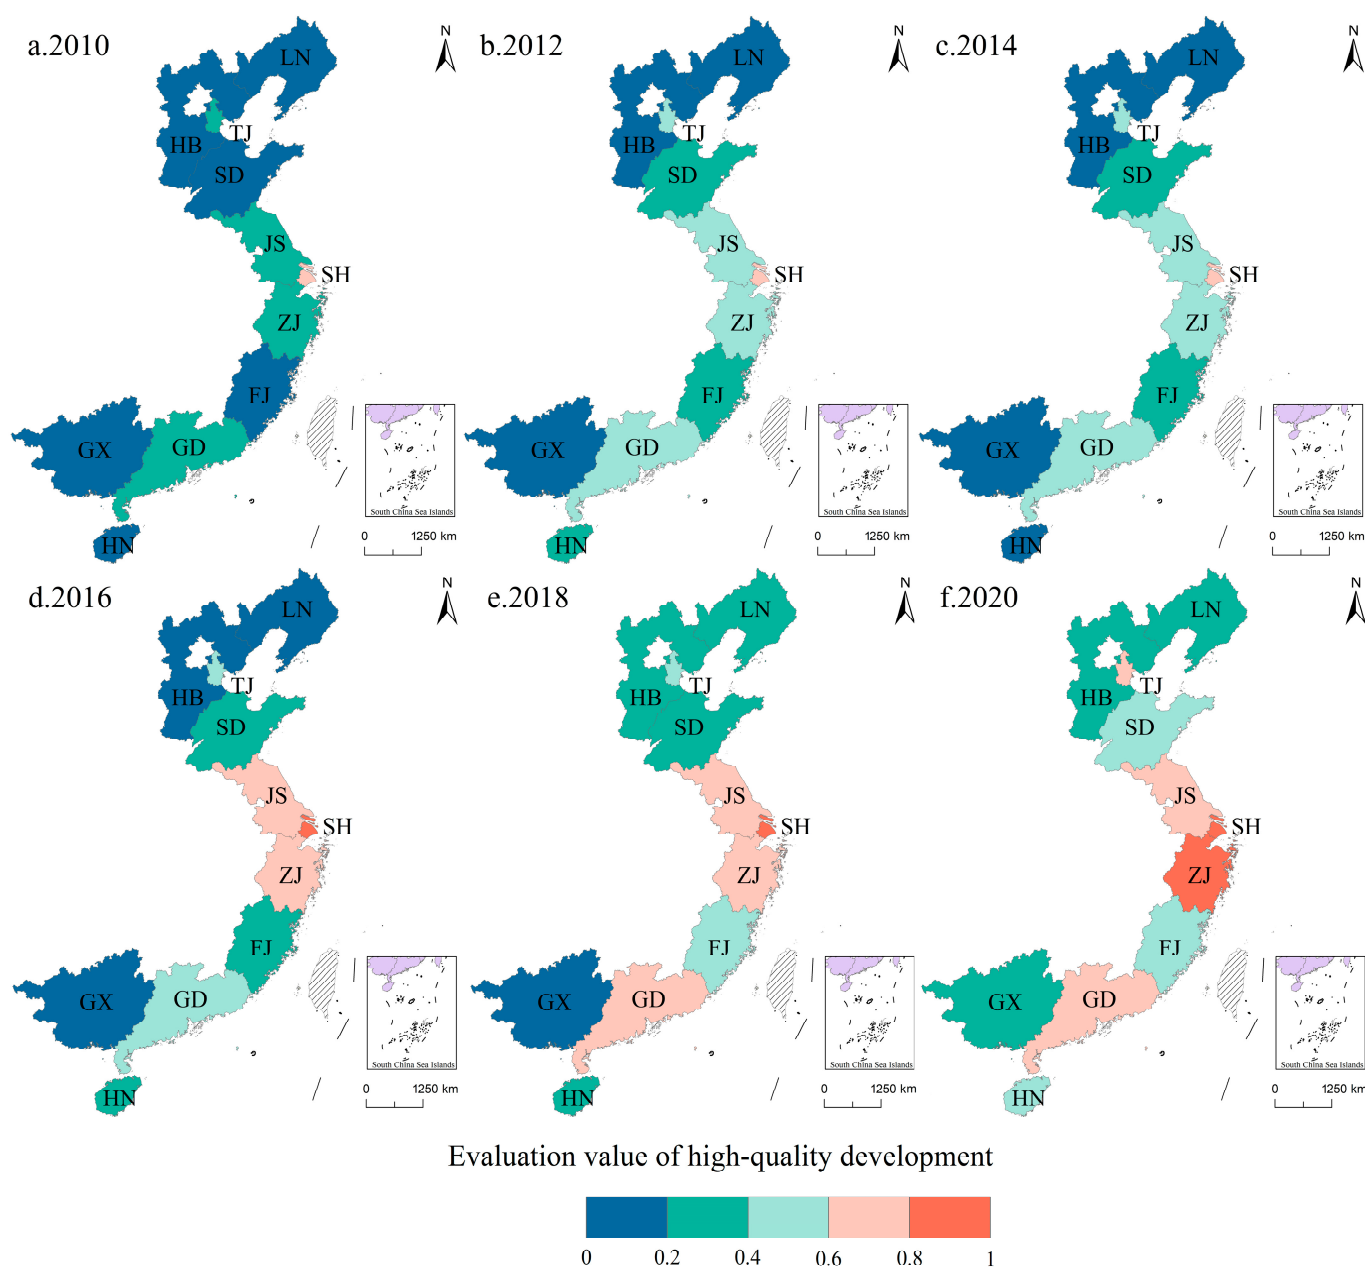 a.2010
N
LN
TJ
HB
SD
JS
SH
ZJ
FJ
GX
GD
HN
South China Sea Islands
0 1250 km
b.2012
N
LN
TJ
HB
SD
JS
SH
ZJ
FJ
GX
GD
HN
South China Sea Islands
0 1250 km
c.2014
N
LN
TJ
HB
SD
JS
SH
ZJ
FJ
GX
GD
HN
South China Sea Islands
0 1250 km
d.2016
N
LN
TJ
HB
SD
JS
SH
ZJ
FJ
GX
GD
HN
South China Sea Islands
0 1250 km
e.2018
N
LN
TJ
HB
SD
JS
SH
ZJ
FJ
GX
GD
HN
South China Sea Islands
0 1250 km
f.2020
N
LN
TJ
HB
SD
JS
SH
ZJ
FJ
GX
GD
HN
South China Sea Islands
0 1250 km
Evaluation value of high-quality development
0 0.2 0.4 0.6 0.8 1